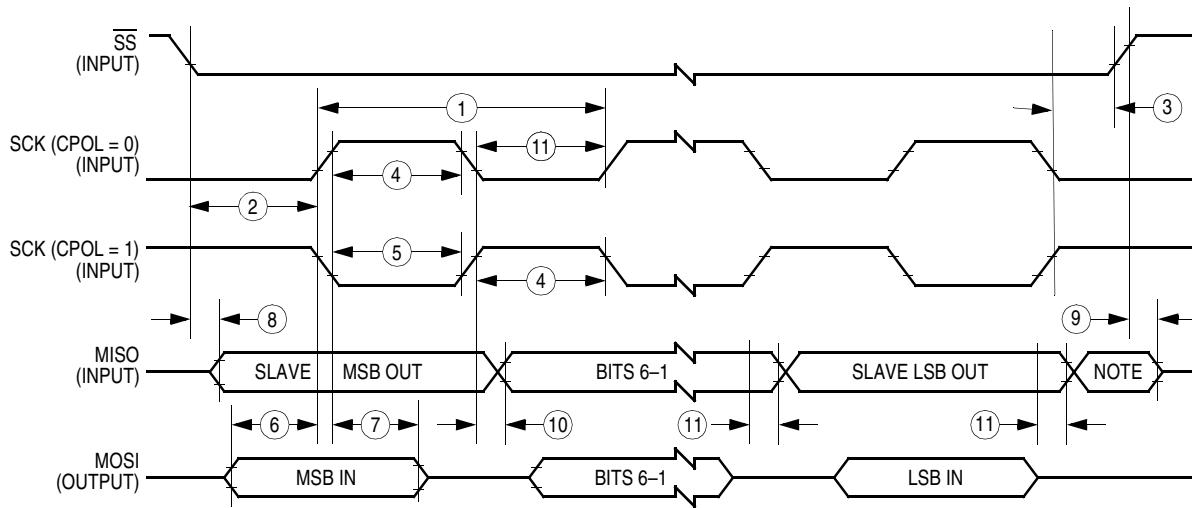 SS
(INPUT)
1
3
SCK (CPOL = 0)
(INPUT)
11
4
2
SCK (CPOL = 1)
(INPUT)
5
4
8
9
MISO
(INPUT)
SLAVE MSB OUT
BITS 6–1
SLAVE LSB OUT
NOTE
6
7
10
11
11
MOSI
(OUTPUT)
MSB IN
BITS 6–1
LSB IN